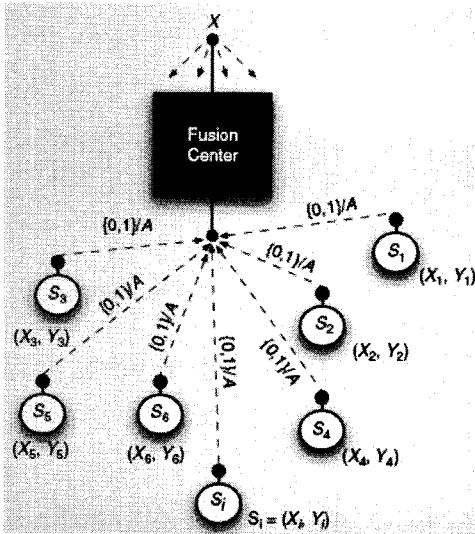 X
Fusion
Center
{0,1}/A
{0,1}/A
S1
(X1, Y1)
{0,1}/A
S3
(X3, Y3)
{0,1}/A
S2
(X2, Y2)
{0,1}/A
{0,1}/A
{0,1}/A
S5
(X5, Y5)
S6
(X6, Y6)
S4
(X4, Y4)
Si
Si = (Xi, Yi)